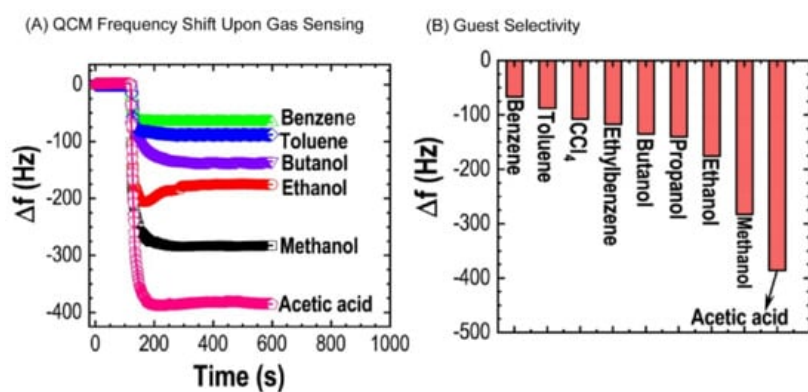 (A) QCM Frequency Shift Upon Gas Sensing
0
-100
-200
-300
-400
Δf (Hz)
Benzene
Toluene
Butanol
Ethanol
Methanol
Acetic acid
0 200 400 600 800 1000
Time (s)
(B) Guest Selectivity
0
-100
-200
-300
-400
-500
Δf (Hz)
Benzene
Toluene
CCl₄
Ethylbenzene
Butanol
Propanol
Ethanol
Methanol
Acetic acid